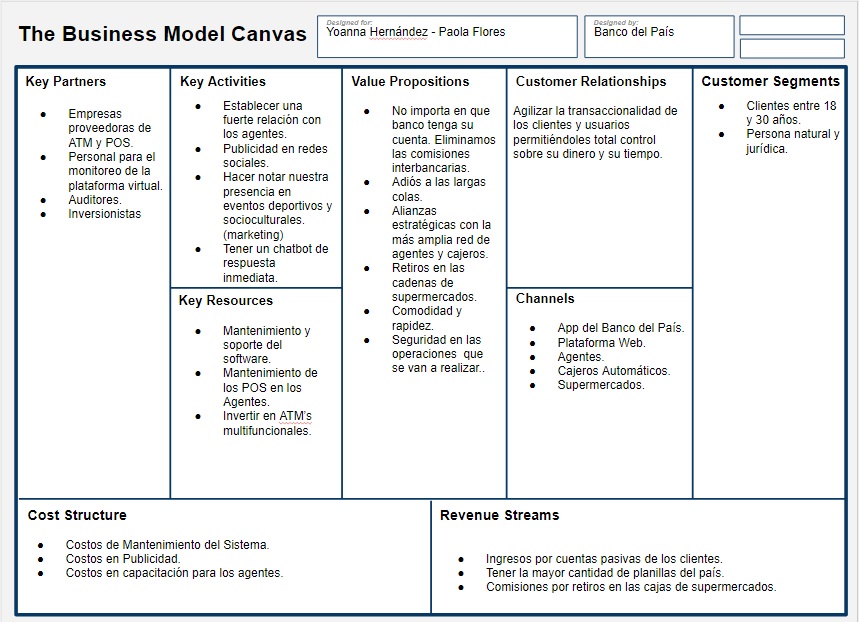 The Business Model Canvas
Designed for:
Yoanna Hernández - Paola Flores
Designed by:
Banco del País
Key Partners
● Empresas
proveedoras de
ATM y POS.
● Personal para el
monitoreo de la
plataforma virtual.
● Auditores.
● Inversionistas
Key Activities
● Establecer una
fuerte relación con
los agentes.
● Publicidad en redes
sociales.
● Hacer notar nuestra
presencia en
eventos deportivos y
socioculturales.
(marketing)
● Tener un chatbot de
respuesta
inmediata.
Key Resources
● Mantenimiento y
soporte del
software.
● Mantenimiento de
los POS en los
Agentes.
● Invertir en ATM's
multifuncionales.
Value Propositions
● No importa en que
banco tenga su
cuenta. Eliminamos
las comisiones
interbancarias.
● Adiós a las largas
colas.
● Alianzas
estratégicas con la
más amplia red de
agentes y cajeros.
● Retiros en las
cadenas de
supermercados.
● Comodidad y
rapidez.
● Seguridad en las
operaciones que
se van a realizar..
Customer Relationships
Agilizar la transaccionalidad de
los clientes y usuarios
permitiéndoles total control
sobre su dinero y su tiempo.
Channels
● App del Banco del País.
● Plataforma Web.
● Agentes.
● Cajeros Automáticos.
● Supermercados.
Customer Segments
● Clientes entre 18
y 30 años.
● Persona natural y
jurídica.
Cost Structure
● Costos de Mantenimiento del Sistema.
● Costos en Publicidad.
● Costos en capacitación para los agentes.
Revenue Streams
● Ingresos por cuentas pasivas de los clientes.
● Tener la mayor cantidad de planillas del país.
● Comisiones por retiros en las cajas de supermercados.